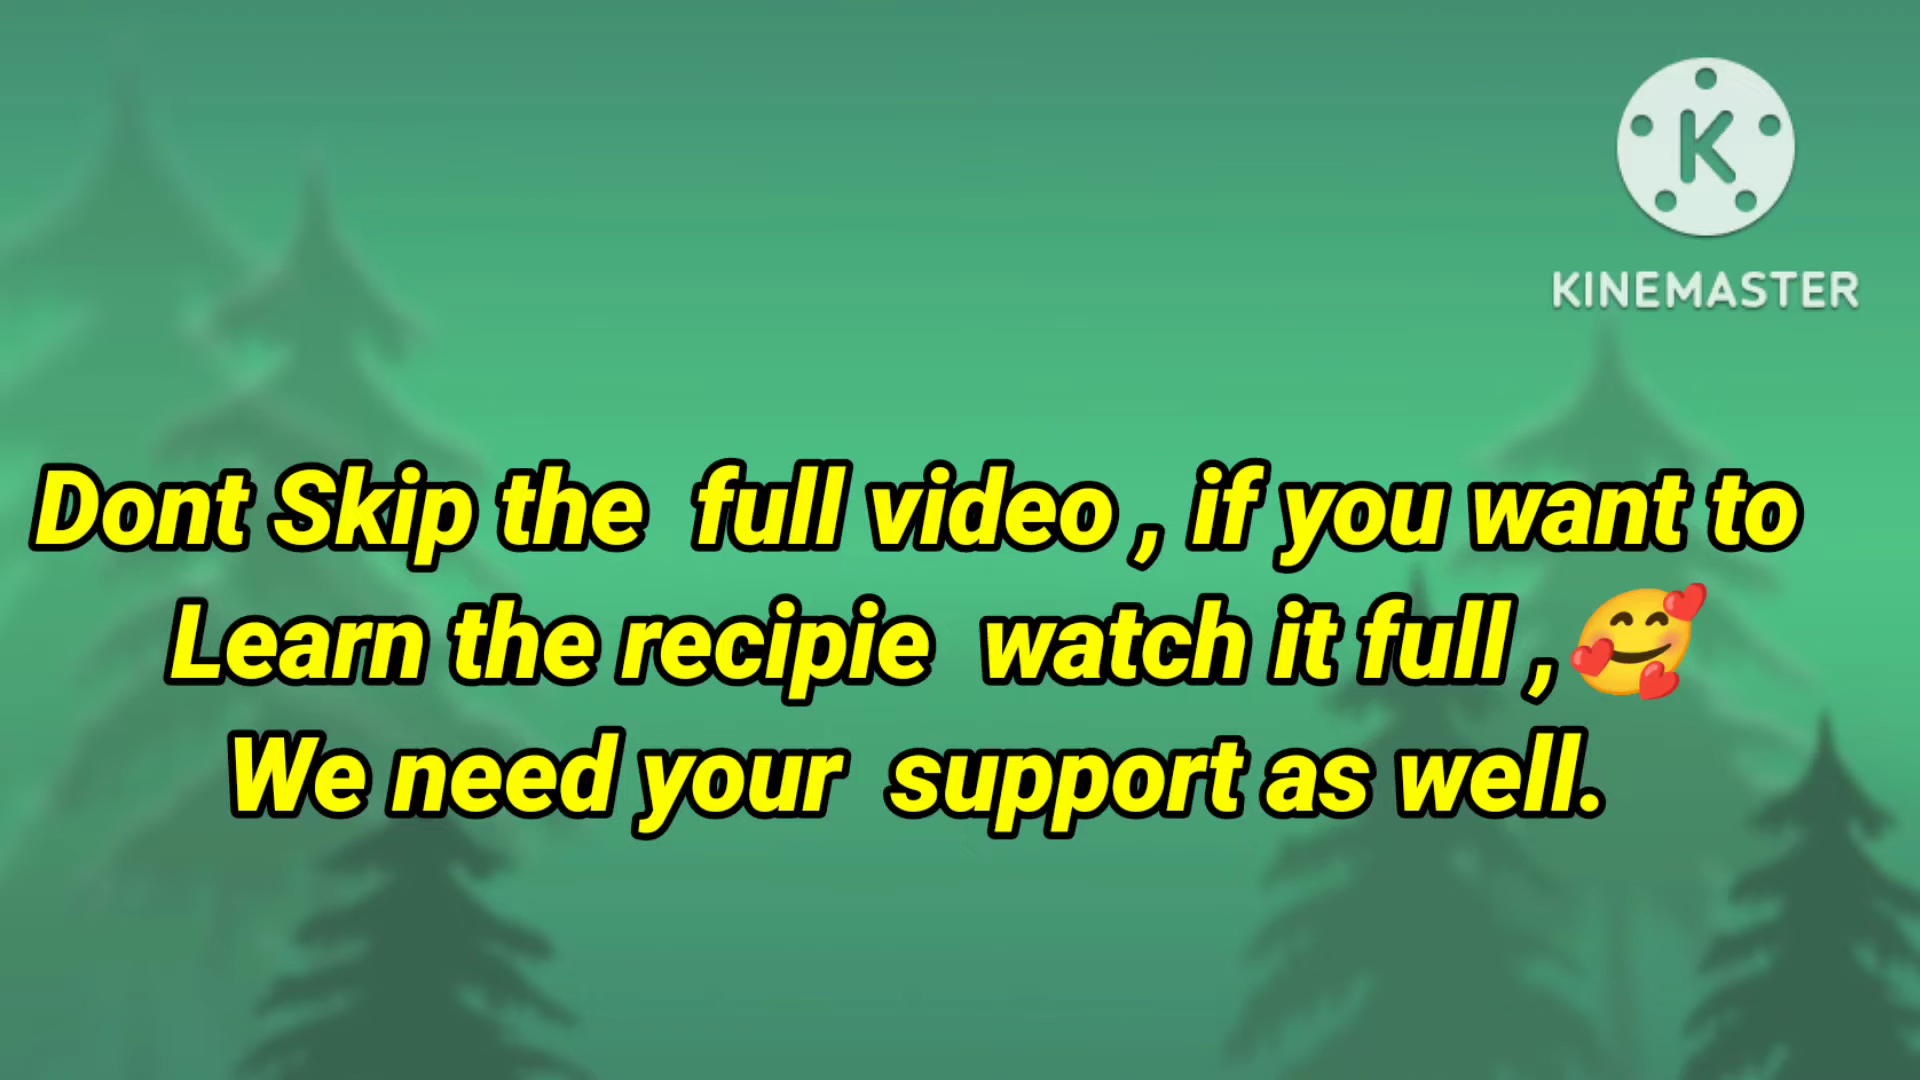 K
KINEMASTER
Dont Skip the full video , if you want to
Learn the recipie watch it full ,🥰
We need your support as well.